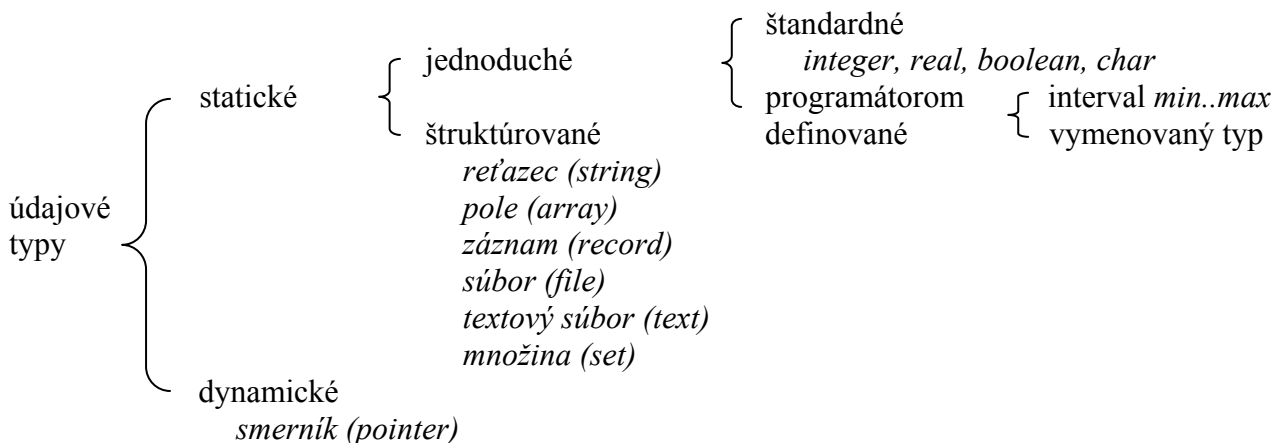 údajové
typy
statické
jednoduché
štandardné
integer, real, boolean, char
programátorom
definované
interval min..max
vymenovaný typ
štruktúrované
reťazec (string)
pole (array)
záznam (record)
súbor (file)
textový súbor (text)
množina (set)
dynamické
smerník (pointer)